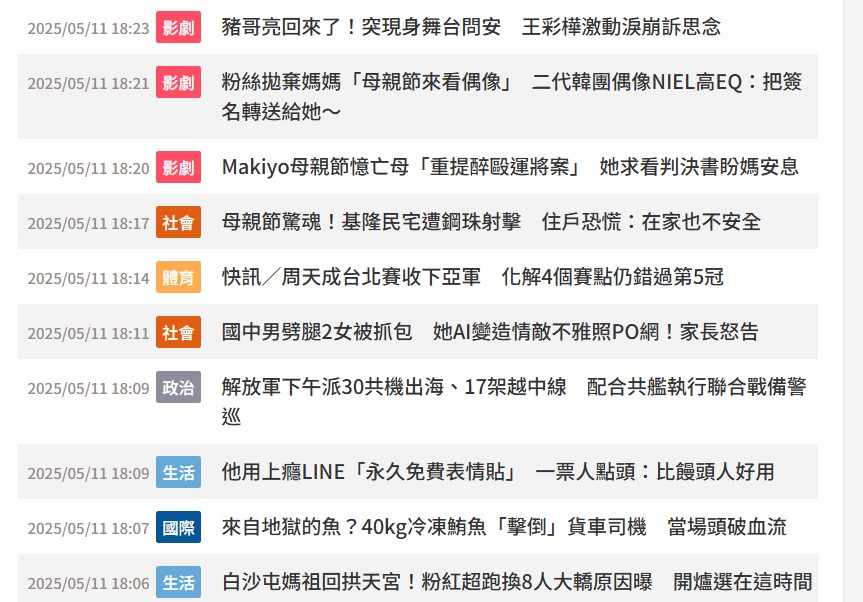 2025/05/11 18:23 影劇 豬哥亮回來了！突現身舞台問安　王彩樺激動淚崩訴思念
2025/05/11 18:21 影劇 粉絲拋棄媽媽「母親節來看偶像」　二代韓團偶像NIEL高EQ：把簽
名轉送給她～
2025/05/11 18:20 影劇 Makiyo母親節憶亡母「重提醉毆運將案」　她求看判決書盼媽安息
2025/05/11 18:17 社會 母親節驚魂！基隆民宅遭鋼珠射擊　住戶恐慌：在家也不安全
2025/05/11 18:14 體育 快訊／周天成台北賽收下亞軍　化解4個賽點仍錯過第5冠
2025/05/11 18:11 社會 國中男劈腿2女被抓包　她AI變造情敵不雅照PO網！家長怒告
2025/05/11 18:09 政治 解放軍下午派30共機出海、17架越中線　配合共艦執行聯合戰備警
巡
2025/05/11 18:09 生活 他用上癮LINE「永久免費表情貼」　一票人點頭：比饅頭人好用
2025/05/11 18:07 國際 來自地獄的魚？40kg冷凍鮪魚「擊倒」貨車司機　當場頭破血流
2025/05/11 18:06 生活 白沙屯媽祖回拱天宮！粉紅超跑換8人大轎原因曝　開爐選在這時間